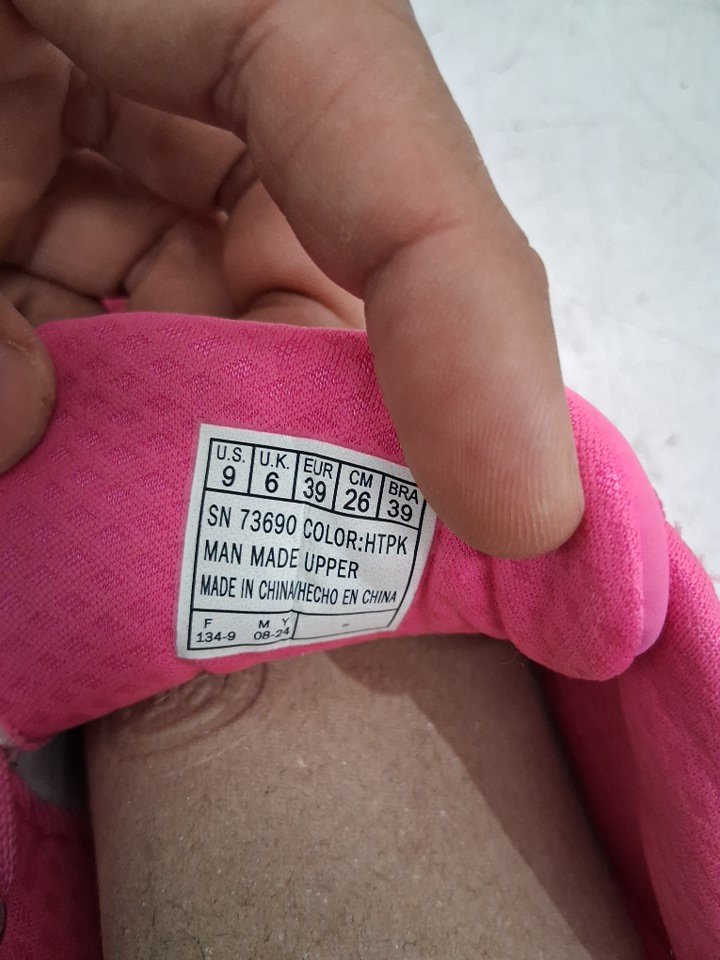 U.S. U.K. EUR CM BRA
9 6 39 26 39
SN 73690 COLOR:HTPK
MAN MADE UPPER
MADE IN CHINA/HECHO EN CHINA
F M Y -
134-9 08-24